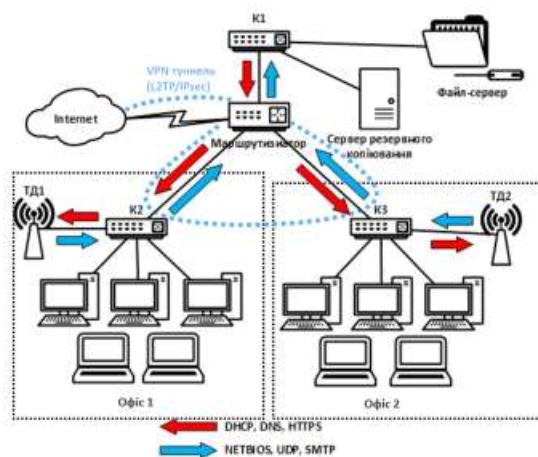 К1
VPN туннель
(L2TP/IPsec)
Internet
Файл-сервер
Маршрутизатор
Сервер резервного
копіювання
ТД1
К2
К3
ТД2
Офіс 1
Офіс 2
DHCP, DNS, HTTPS
NETBIOS, UDP, SMTP